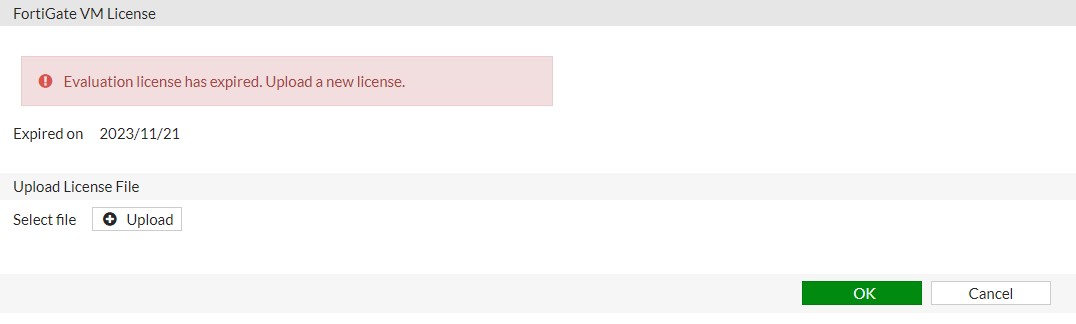 FortiGate VM License
Evaluation license has expired. Upload a new license.
Expired on 2023/11/21
Upload License File
Select file Upload
OK Cancel